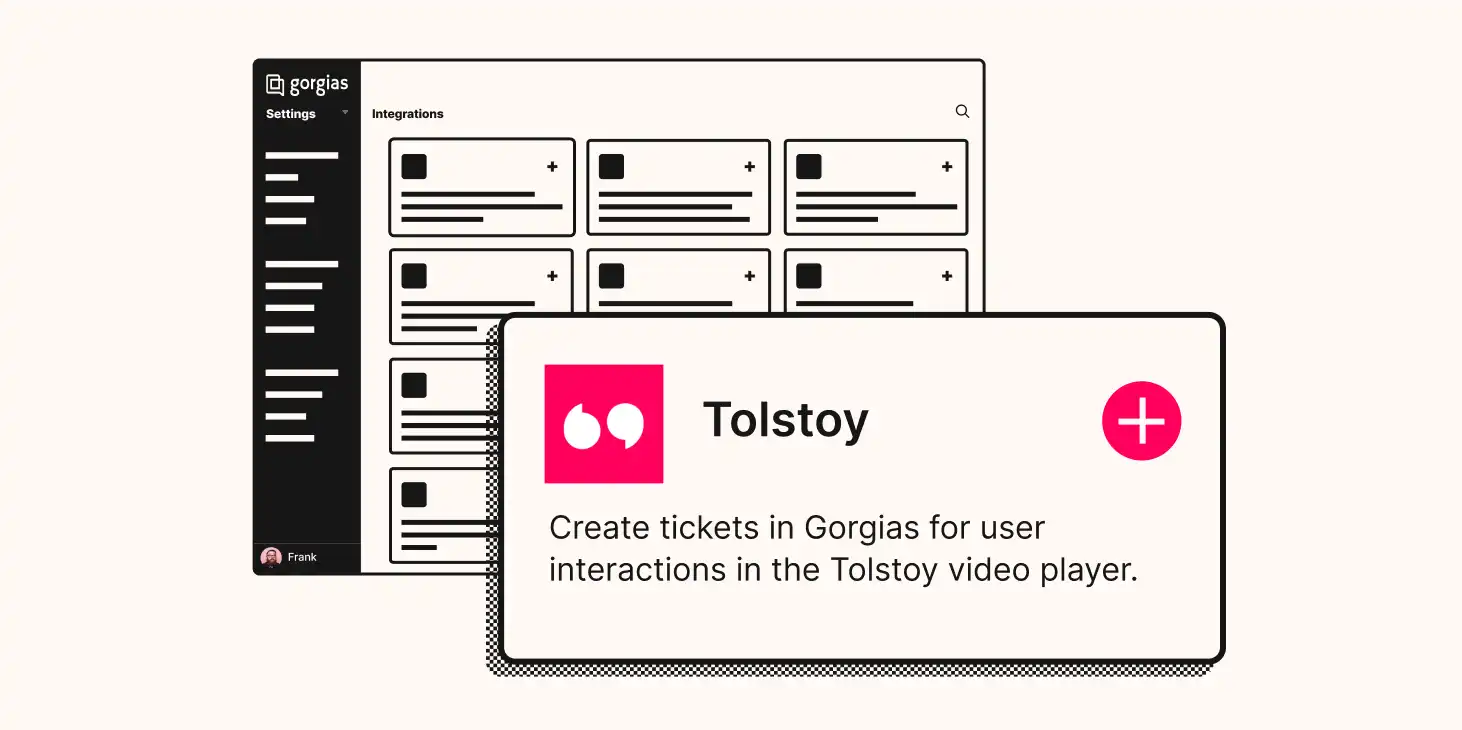 gorgias
Settings
Integrations
Tolstoy
Create tickets in Gorgias for user
interactions in the Tolstoy video player.
Frank